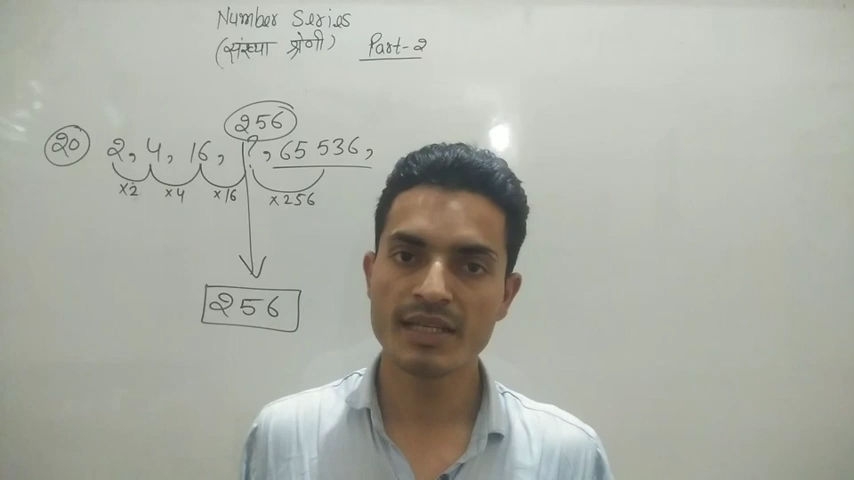 Number Series
(संख्या श्रेणी) Part-2
256
20 2, 4, 16, ?, 65536,
×2 ×4 ×16 ×256
256